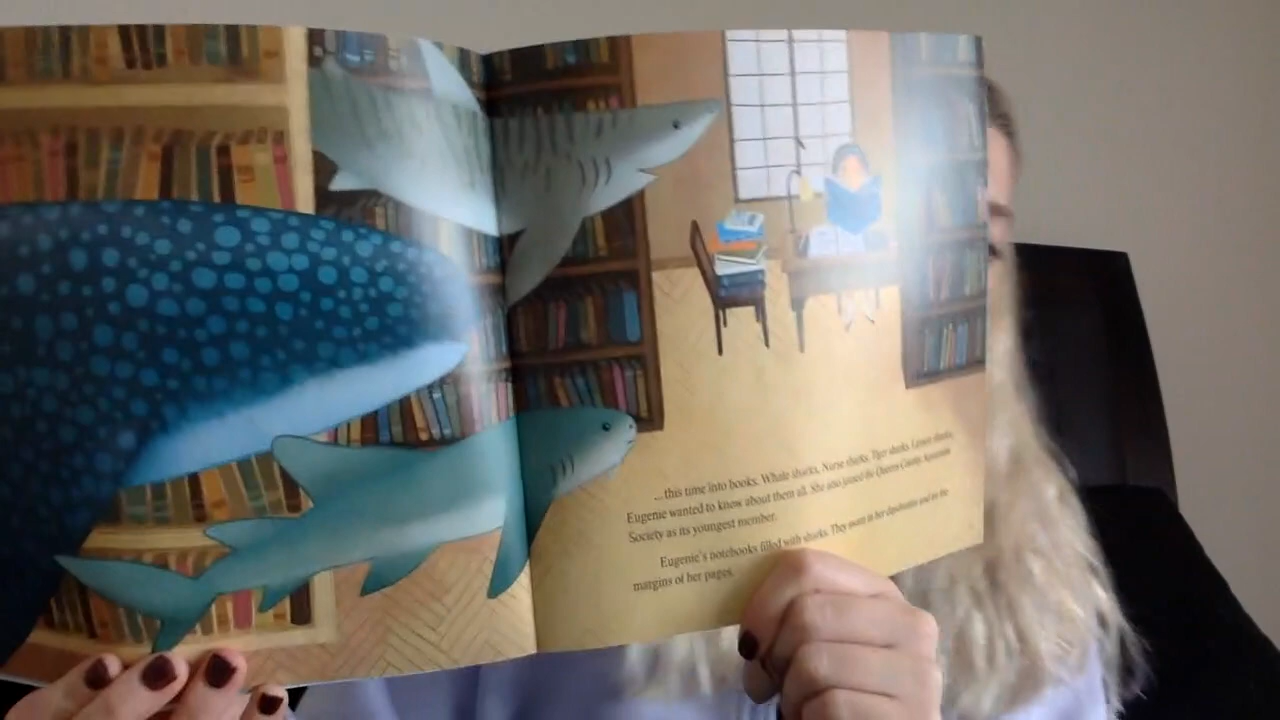 ...this time into books. Whale sharks. Nurse sharks. Tiger sharks. Lemon sharks.
Eugenie wanted to know about them all. She also joined the Queens County Aquarium
Society as its youngest member.
Eugenie's notebooks filled with sharks. They swam in her daydreams and in the
margins of her pages.